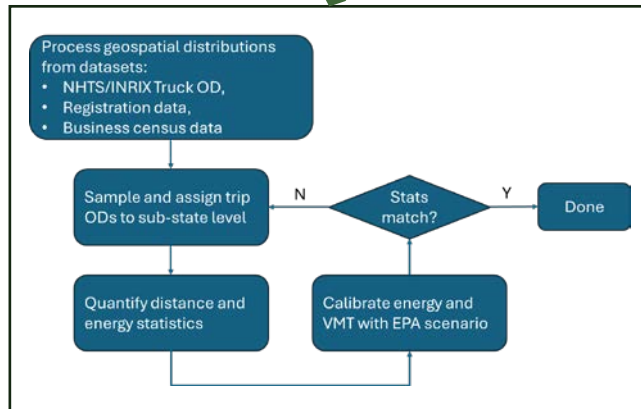 Process geospatial distributions
from datasets:
• NHTS/INRIX Truck OD,
• Registration data,
• Business census data
Sample and assign trip
ODs to sub-state level
N
Stats
match?
Y
Done
Quantify distance and
energy statistics
Calibrate energy and
VMT with EPA scenario